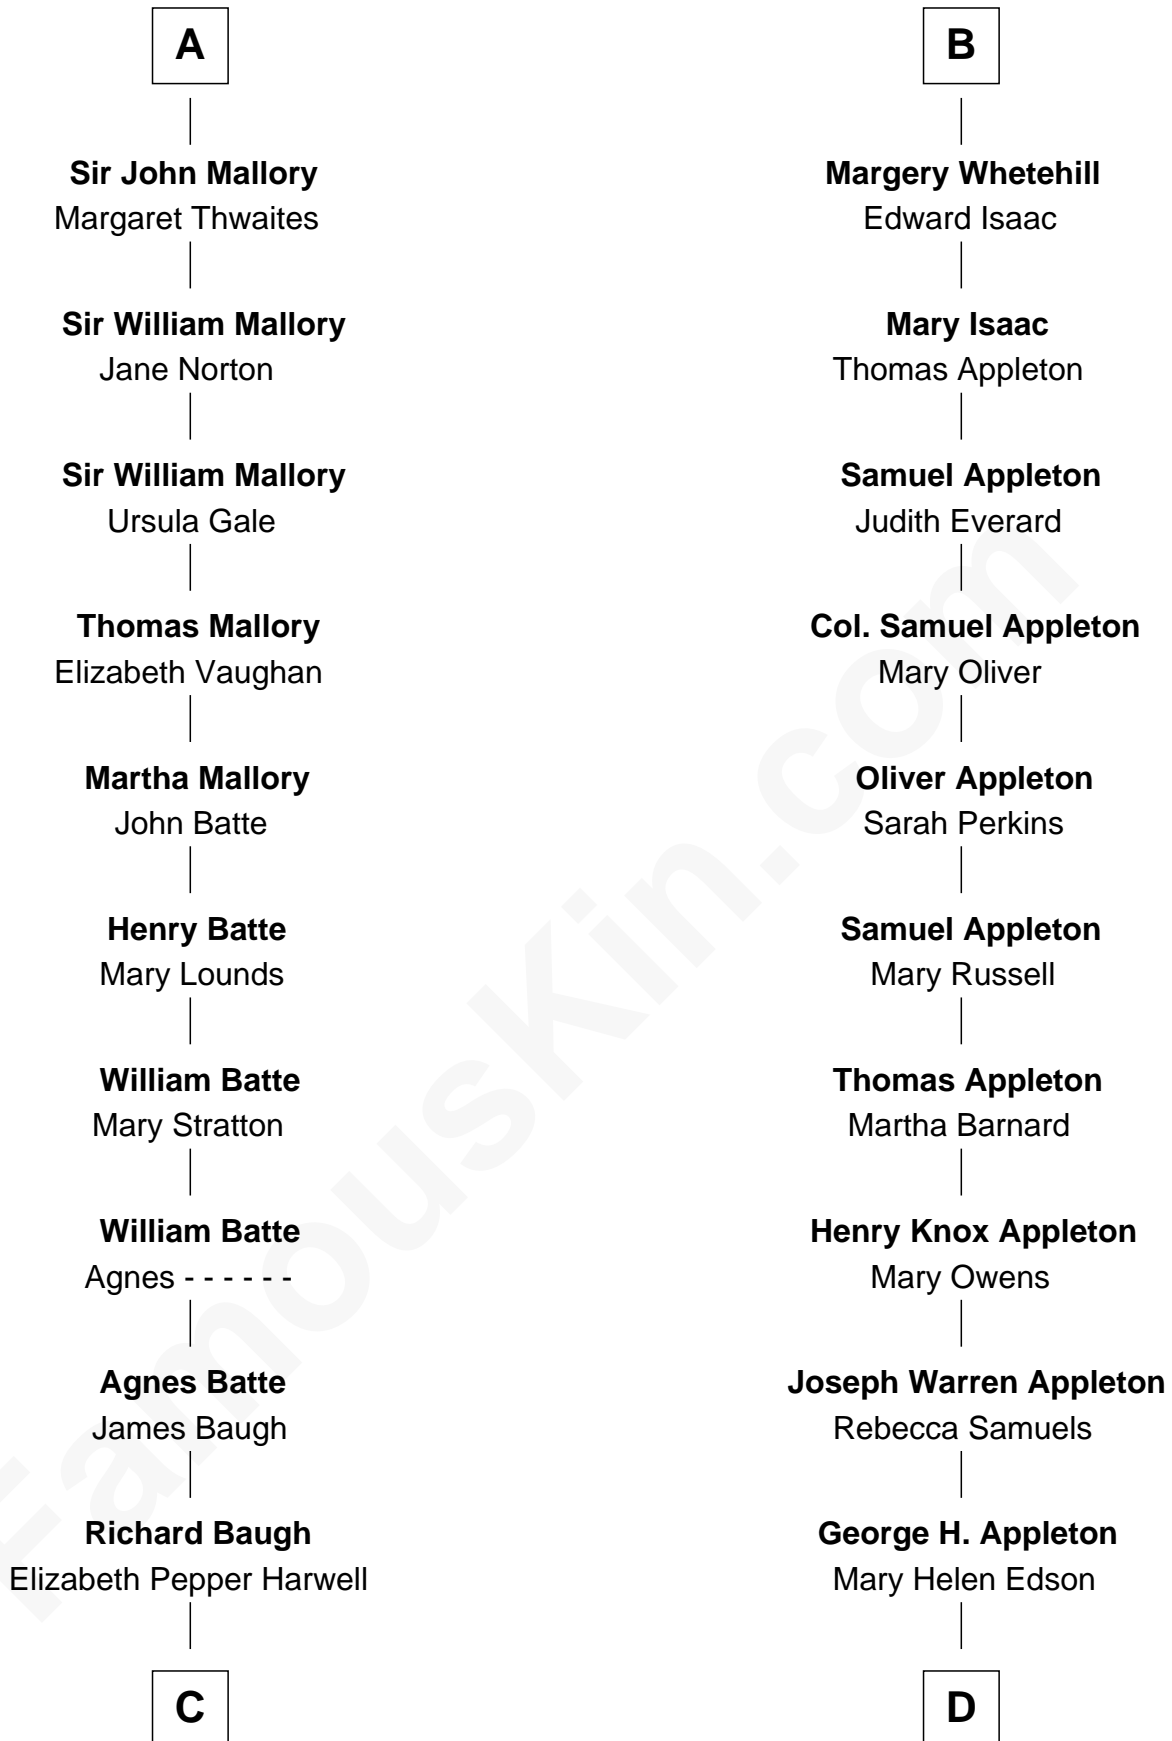 A
Sir John Mallory
Margaret Thwaites
Sir William Mallory
Jane Norton
Sir William Mallory
Ursula Gale
Thomas Mallory
Elizabeth Vaughan
Martha Mallory
John Batte
Henry Batte
Mary Lounds
William Batte
Mary Stratton
William Batte
Agnes - - - - - -
Agnes Batte
James Baugh
Richard Baugh
Elizabeth Pepper Harwell
C
B
Margery Whetehill
Edward Isaac
Mary Isaac
Thomas Appleton
Samuel Appleton
Judith Everard
Col. Samuel Appleton
Mary Oliver
Oliver Appleton
Sarah Perkins
Samuel Appleton
Mary Russell
Thomas Appleton
Martha Barnard
Henry Knox Appleton
Mary Owens
Joseph Warren Appleton
Rebecca Samuels
George H. Appleton
Mary Helen Edson
D
FamousKin.com